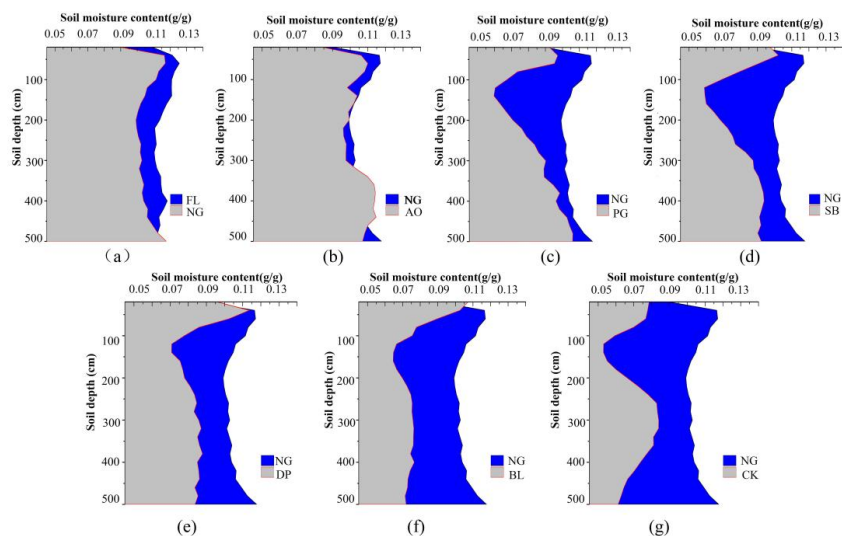 Soil moisture content(g/g)
0.05 0.07 0.09 0.11 0.13
Soil depth (cm)
100
200
300
400
500
FL
NG
（a）
Soil moisture content(g/g)
0.05 0.07 0.09 0.11 0.13
Soil depth (cm)
100
200
300
400
500
NG
AO
(b)
Soil moisture content(g/g)
0.05 0.07 0.09 0.11 0.13
Soil depth (cm)
100
200
300
400
500
NG
PG
(c)
Soil moisture content(g/g)
0.05 0.07 0.09 0.11 0.13
Soil depth (cm)
100
200
300
400
500
NG
SB
(d)
Soil moisture content(g/g)
0.05 0.07 0.09 0.11 0.13
Soil depth (cm)
100
200
300
400
500
NG
DP
(e)
Soil moisture content(g/g)
0.05 0.07 0.09 0.11 0.13
Soil depth (cm)
100
200
300
400
500
NG
BL
(f)
Soil moisture content(g/g)
0.05 0.07 0.09 0.11 0.13
Soil depth (cm)
100
200
300
400
500
NG
CK
(g)